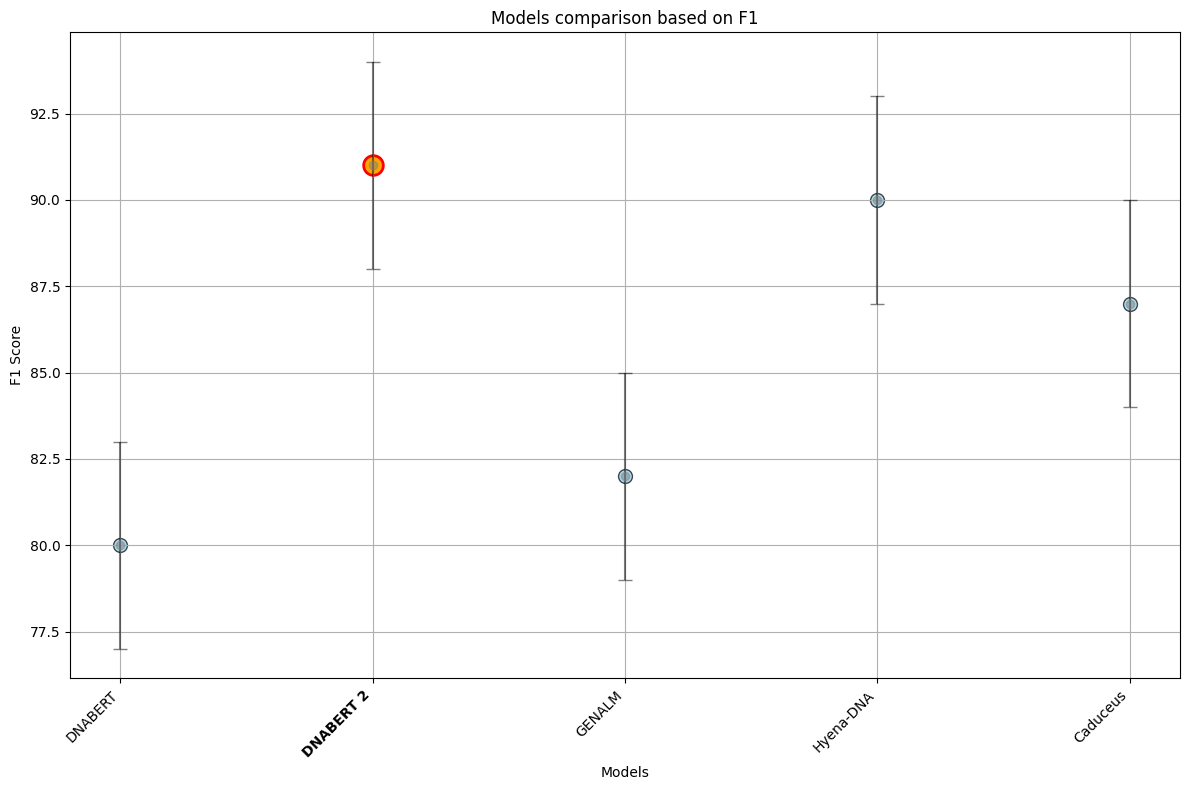 Models comparison based on F1
92.5
90.0
87.5
85.0
82.5
80.0
77.5
F1 Score
DNABERT
DNABERT 2
GENALM
Hyena-DNA
Caduceus
Models